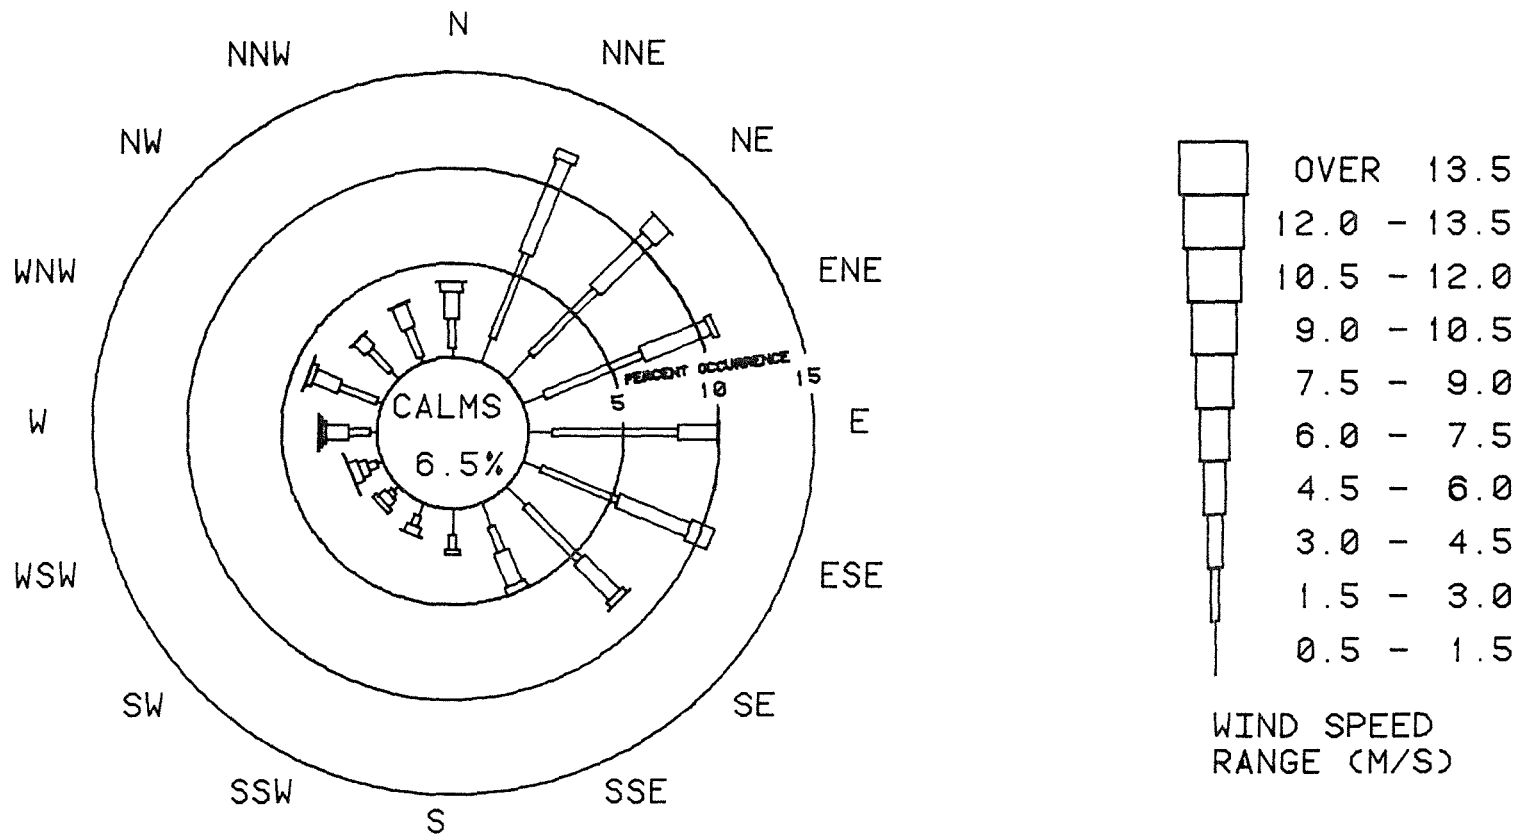 N
NNW
NNE
NW
NE
WNW
ENE
W
E
WSW
ESE
SW
SE
SSW
SSE
S
CALMS
6.5%
PERCENT OCCURRENCE
5
10
15
OVER 13.5
12.0 - 13.5
10.5 - 12.0
9.0 - 10.5
7.5 - 9.0
6.0 - 7.5
4.5 - 6.0
3.0 - 4.5
1.5 - 3.0
0.5 - 1.5
WIND SPEED
RANGE (M/S)